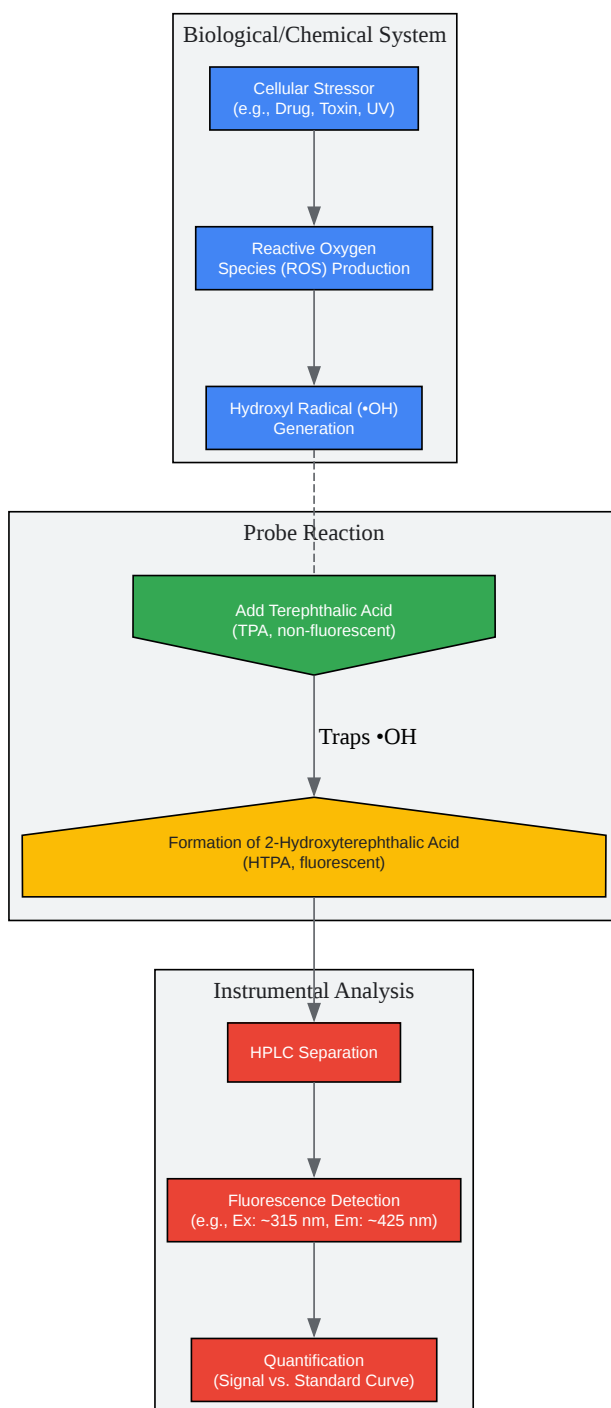 Biological/Chemical System
Cellular Stressor
(e.g., Drug, Toxin, UV)
Reactive Oxygen
Species (ROS) Production
Hydroxyl Radical (•OH)
Generation
Probe Reaction
Add Terephthalic Acid
(TPA, non-fluorescent)
Traps •OH
Formation of 2-Hydroxyterephthalic Acid
(HTPA, fluorescent)
Instrumental Analysis
HPLC Separation
Fluorescence Detection
(e.g., Ex: ~315 nm, Em: ~425 nm)
Quantification
(Signal vs. Standard Curve)